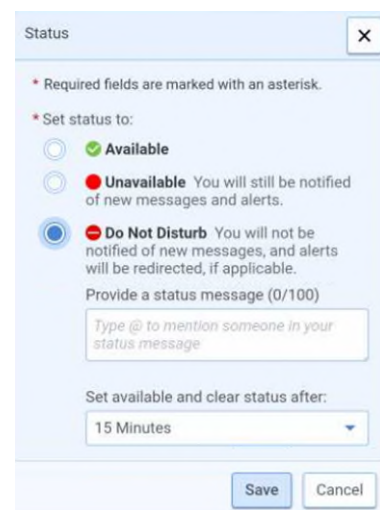 Status
* Required fields are marked with an asterisk.
* Set status to:
Available
Unavailable You will still be notified
of new messages and alerts.
Do Not Disturb You will not be
notified of new messages, and alerts
will be redirected, if applicable.
Provide a status message (0/100)
Type @ to mention someone in your
status message
Set available and clear status after:
15 Minutes
Save Cancel